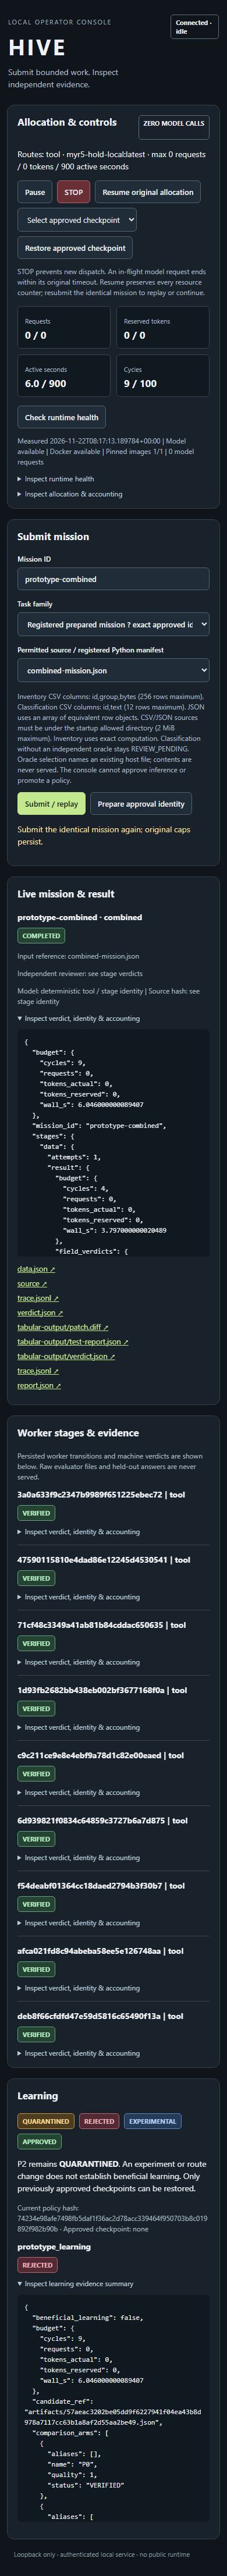 LOCAL OPERATOR CONSOLE
HIVE
Connected ·
idle
Submit bounded work. Inspect
independent evidence.
Allocation & controls
ZERO MODEL CALLS
Routes: tool · myr5-hold-local:latest · max 0 requests
/ 0 tokens / 900 active seconds
Pause
STOP
Resume original allocation
Select approved checkpoint
Restore approved checkpoint
STOP prevents new dispatch. An in-flight model request ends
within its original timeout. Resume preserves every resource
counter; resubmit the identical mission to replay or continue.
Requests
0 / 0
Reserved tokens
0 / 0
Active seconds
6.0 / 900
Cycles
9 / 100
Check runtime health
Measured 2026-11-22T08:17:13.189784+00:00 | Model
available | Docker available | Pinned images 1/1 | 0 model
requests
▶ Inspect runtime health
▶ Inspect allocation & accounting
Submit mission
Mission ID
prototype-combined
Task family
Registered prepared mission ? exact approved id
Permitted source / registered Python manifest
combined-mission.json
Inventory CSV columns: id,group,bytes (256 rows maximum).
Classification CSV columns: id,text (12 rows maximum). JSON
uses an array of equivalent row objects. CSV/JSON sources
must be under the startup allowed directory (2 MiB
maximum). Inventory uses exact computation. Classification
without an independent oracle stays REVIEW_PENDING.
Oracle selection names an existing host file; contents are
never served. The console cannot approve inference or
promote a policy.
Submit / replay
Prepare approval identity
Submit the identical mission again; original caps
persist.
Live mission & result
prototype-combined · combined
COMPLETED
Input reference: combined-mission.json
Independent reviewer: see stage verdicts
Model: deterministic tool / stage identity | Source hash: see
stage identity
▼ Inspect verdict, identity & accounting
{
"budget": {
"cycles": 9,
"requests": 0,
"tokens_actual": 0,
"tokens_reserved": 0,
"wall_s": 6.046000000089407
},
"mission_id": "prototype-combined",
"stages": {
"data": {
"attempts": 1,
"result": {
"budget": {
"cycles": 4,
"requests": 0,
"tokens_actual": 0,
"tokens_reserved": 0,
"wall_s": 3.797000000020489
},
"field_verdicts": {
data.json ↗
source ↗
trace.jsonl ↗
verdict.json ↗
tabular-output/patch.diff ↗
tabular-output/test-report.json ↗
tabular-output/verdict.json ↗
trace.jsonl ↗
report.json ↗
Worker stages & evidence
Persisted worker transitions and machine verdicts are shown
below. Raw evaluator files and held-out answers are never
served.
3a0a633f9c2347b9989f651225ebec72 | tool
VERIFIED
▶ Inspect verdict, identity & accounting
47590115810e4dad86e12245d4530541 | tool
VERIFIED
▶ Inspect verdict, identity & accounting
71cf48c3349a41ab81b84cddac650635 | tool
VERIFIED
▶ Inspect verdict, identity & accounting
1d93fb2682bb438eb002bf3677168f0a | tool
VERIFIED
▶ Inspect verdict, identity & accounting
c9c211ce9e8e4ebf9a78d1c82e00eaed | tool
VERIFIED
▶ Inspect verdict, identity & accounting
6d939821f0834c64859c3727b6a7d875 | tool
VERIFIED
▶ Inspect verdict, identity & accounting
f54deabf01364cc18daed2794b3f30b7 | tool
VERIFIED
▶ Inspect verdict, identity & accounting
afca021fd8c94abeba58ee5e126748aa | tool
VERIFIED
▶ Inspect verdict, identity & accounting
deb8f66cfdfd47e59d5816c65490f13a | tool
VERIFIED
▶ Inspect verdict, identity & accounting
Learning
QUARANTINED
REJECTED
EXPERIMENTAL
APPROVED
P2 remains QUARANTINED. An experiment or route
change does not establish beneficial learning. Only
previously approved checkpoints can be restored.
Current policy hash:
74234e98afe7498fb5daf1f36ac2d78acc339464f950703b8c019
892f982b90b · Approved checkpoint: none
prototype_learning
REJECTED
▼ Inspect learning evidence summary
{
"beneficial_learning": false,
"budget": {
"cycles": 9,
"requests": 0,
"tokens_actual": 0,
"tokens_reserved": 0,
"wall_s": 6.046000000089407
},
"candidate_ref":
"artifacts/57aeac3202be05dd9f6227941f04ea43b8d
978a7117cc63b1a8af2d55aa2be49.json",
"comparison_arms": [
{
"aliases": [],
"name": "P0",
"quality": 1,
"status": "VERIFIED"
},
{
"aliases": [
Loopback only · authenticated local service · no public runtime